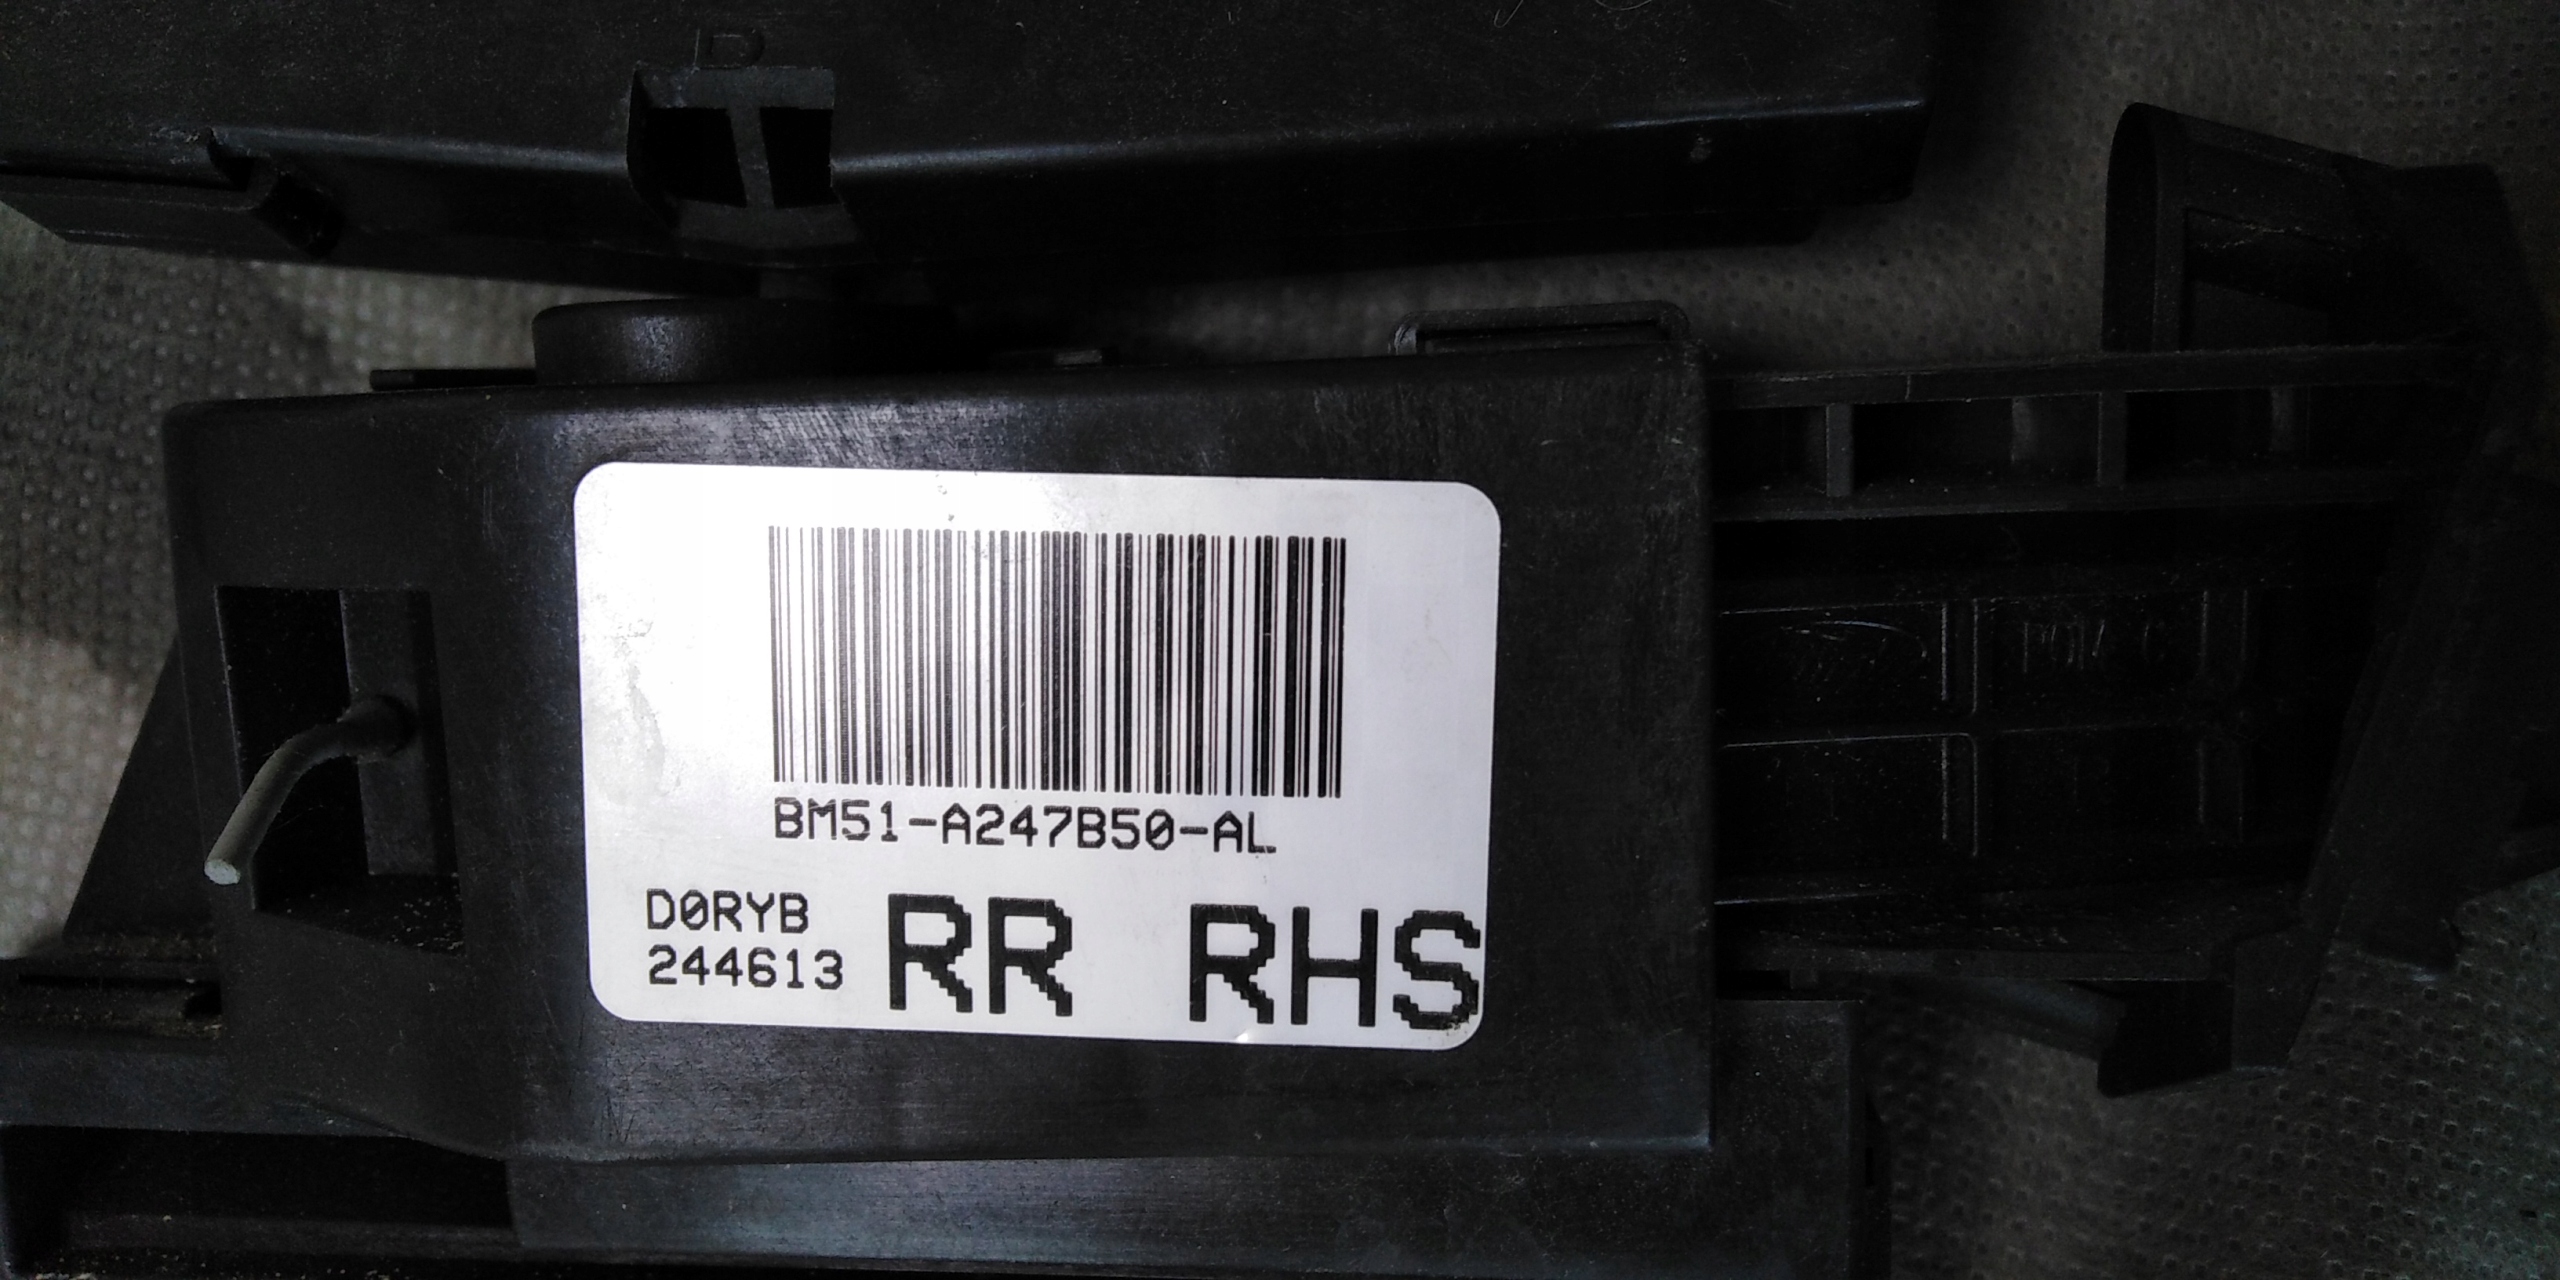 D
BM51-A247B50-AL
D0RYB
244613
RR RHS